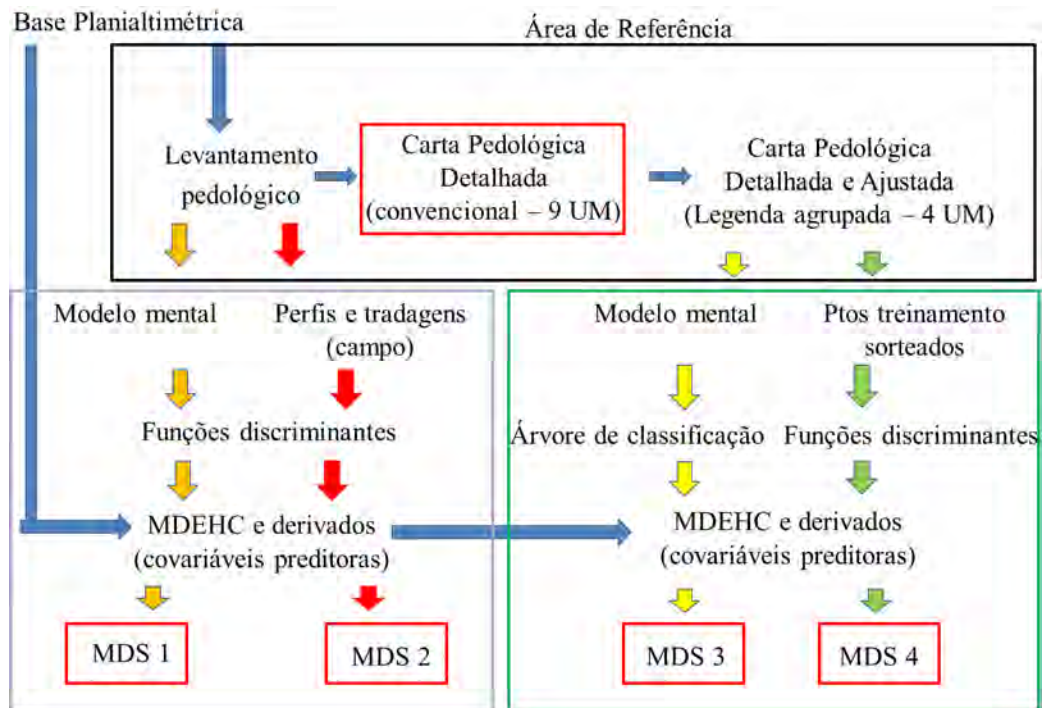 Base Planialtimétrica
Área de Referência
Levantamento
pedológico
Carta Pedológica
Detalhada
(convencional – 9 UM)
Carta Pedológica
Detalhada e Ajustada
(Legenda agrupada – 4 UM)
Modelo mental
Perfis e tradagens
(campo)
Funções discriminantes
MDEHC e derivados
(covariáveis preditoras)
MDS 1
MDS 2
Modelo mental
Ptos treinamento
sorteados
Árvore de classificação
Funções discriminantes
MDEHC e derivados
(covariáveis preditoras)
MDS 3
MDS 4